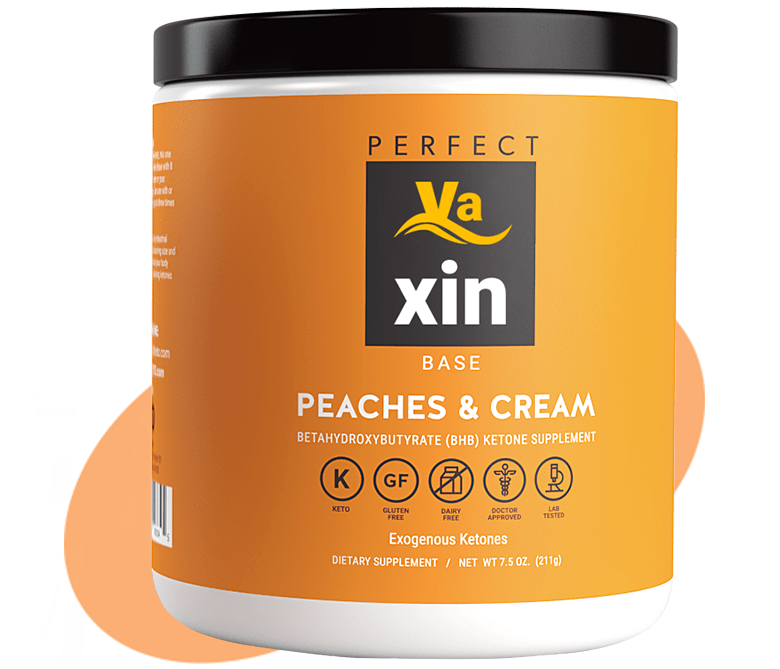 PERFECT
Va
xin
BASE
PEACHES & CREAM
BETAHYDROXYBUTYRATE (BHB) KETONE SUPPLEMENT
K GF
KETO GLUTEN FREE DAIRY FREE DOCTOR APPROVED LAB TESTED
Exogenous Ketones
DIETARY SUPPLEMENT / NET WT 7.5 OZ. (211g)